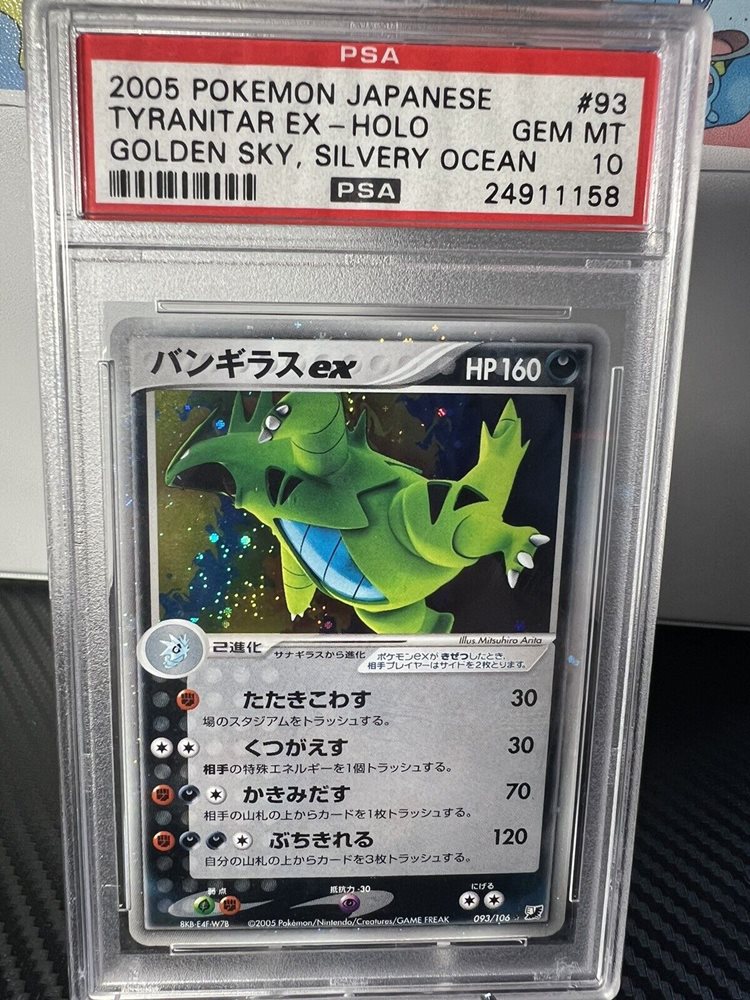 PSA
2005 POKEMON JAPANESE #93
TYRANITAR EX-HOLO GEM MT
GOLDEN SKY, SILVERY OCEAN 10
PSA 24911158
バンギラスex HP160
Illus. Mitsuhiro Arita
2進化 サナギラスから進化
ポケモンexが きぜつしたとき、
相手プレイヤーはサイドを2枚とります。
たたきこわす 30
場のスタジアムをトラッシュする。
くつがえす 30
相手の特殊エネルギーを1個トラッシュする。
かきみだす 70
相手の山札の上からカードを1枚トラッシュする。
ぶちきれる 120
自分の山札の上からカードを3枚トラッシュする。
弱点 抵抗力 -30 にげる
BKB-E4F-W7B ©2005 Pokémon/Nintendo/Creatures/GAME FREAK 093/106